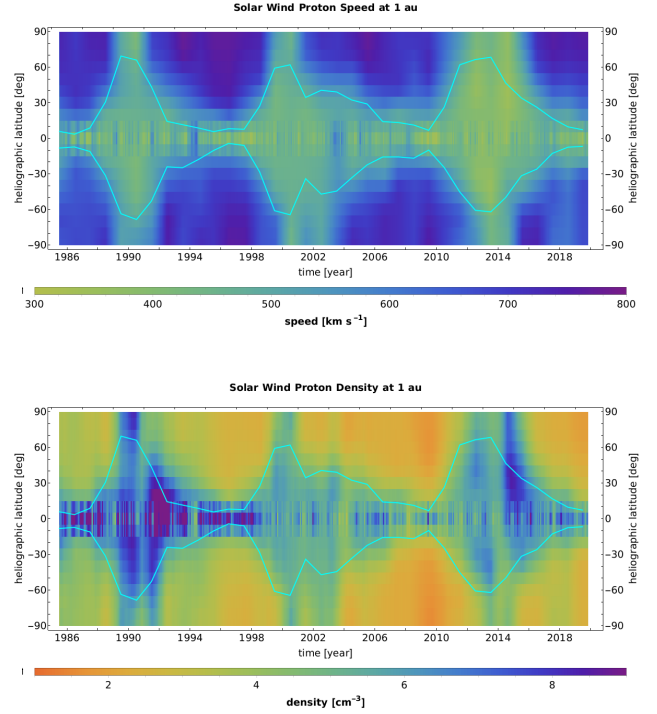 Solar Wind Proton Speed at 1 au
90 90
60 60
30 30
0 0
−30 −30
−60 −60
−90 −90
heliographic latitude [deg] heliographic latitude [deg]
1986 1990 1994 1998 2002 2006 2010 2014 2018
time [year]
300 400 500 600 700 800
speed [km s⁻¹]
Solar Wind Proton Density at 1 au
90 90
60 60
30 30
0 0
−30 −30
−60 −60
−90 −90
heliographic latitude [deg] heliographic latitude [deg]
1986 1990 1994 1998 2002 2006 2010 2014 2018
time [year]
2 4 6 8
density [cm⁻³]